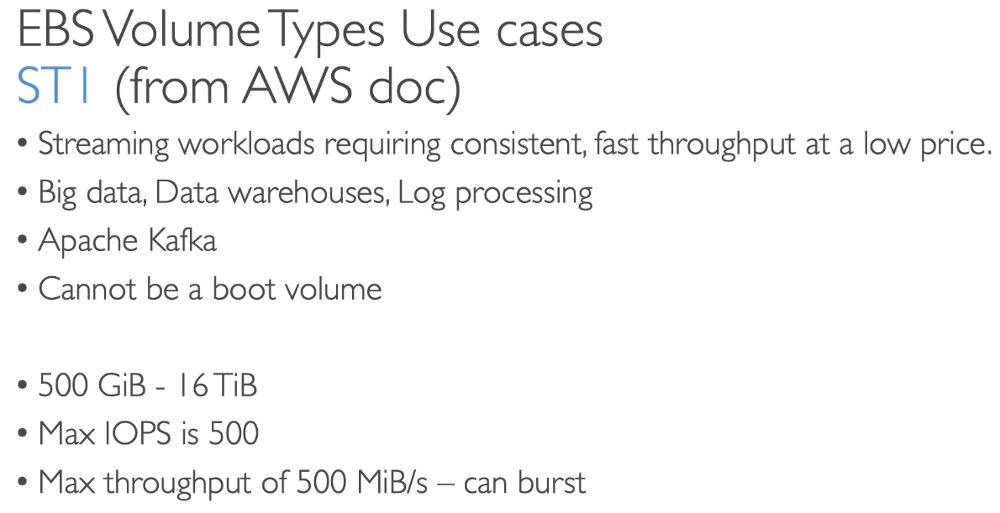 EBS Volume Types Use cases
ST1 (from AWS doc)
• Streaming workloads requiring consistent, fast throughput at a low price.
• Big data, Data warehouses, Log processing
• Apache Kafka
• Cannot be a boot volume
• 500 GiB - 16 TiB
• Max IOPS is 500
• Max throughput of 500 MiB/s – can burst